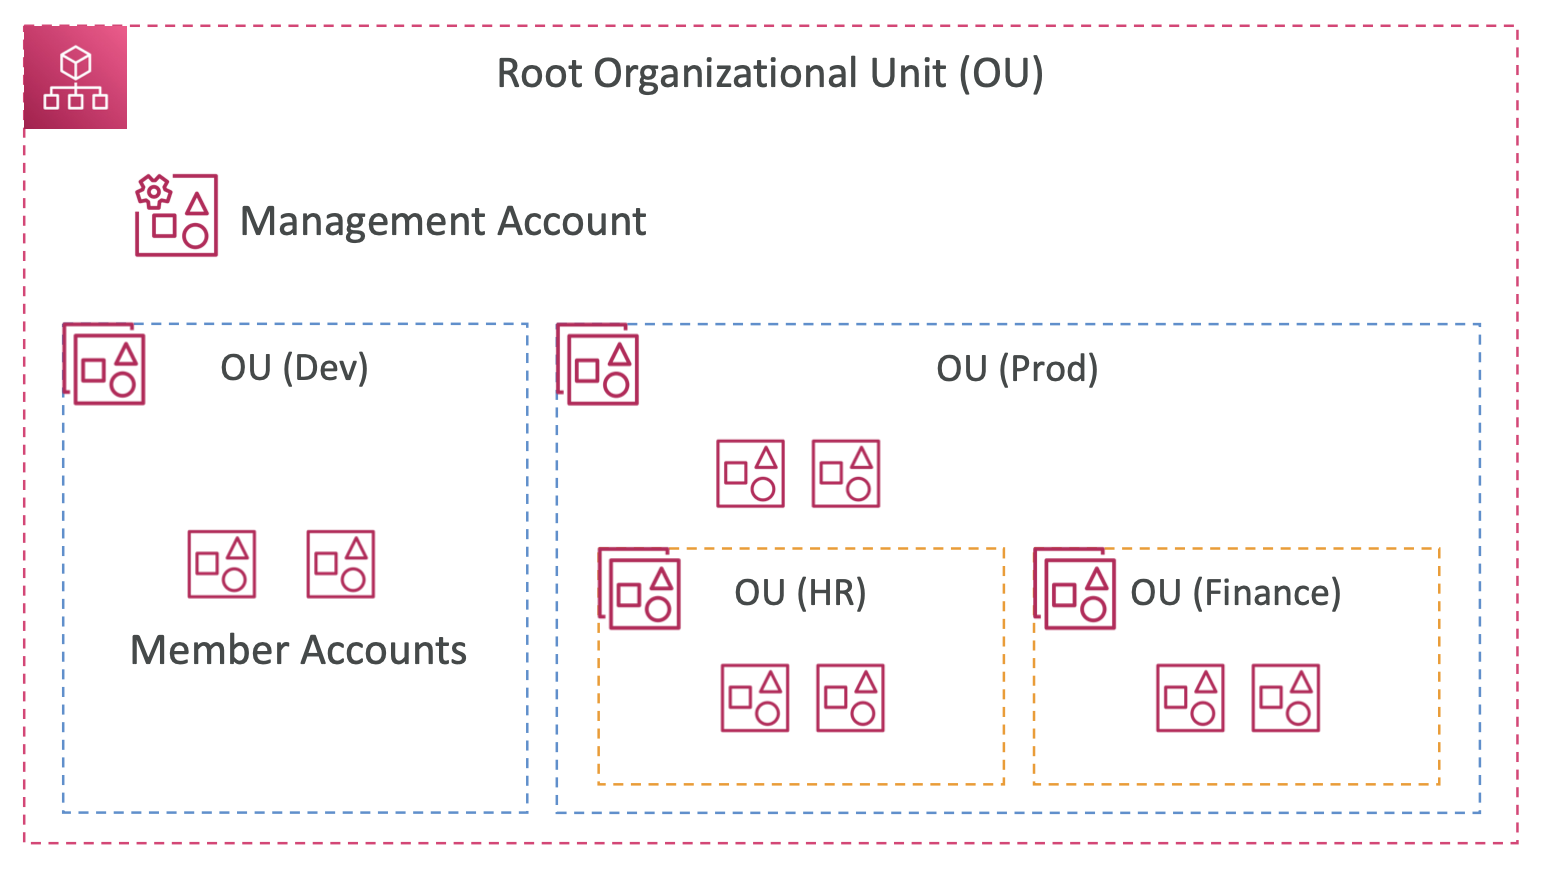 Root Organizational Unit (OU)
Management Account
OU (Dev)
OU (Prod)
Member Accounts
OU (HR)
OU (Finance)